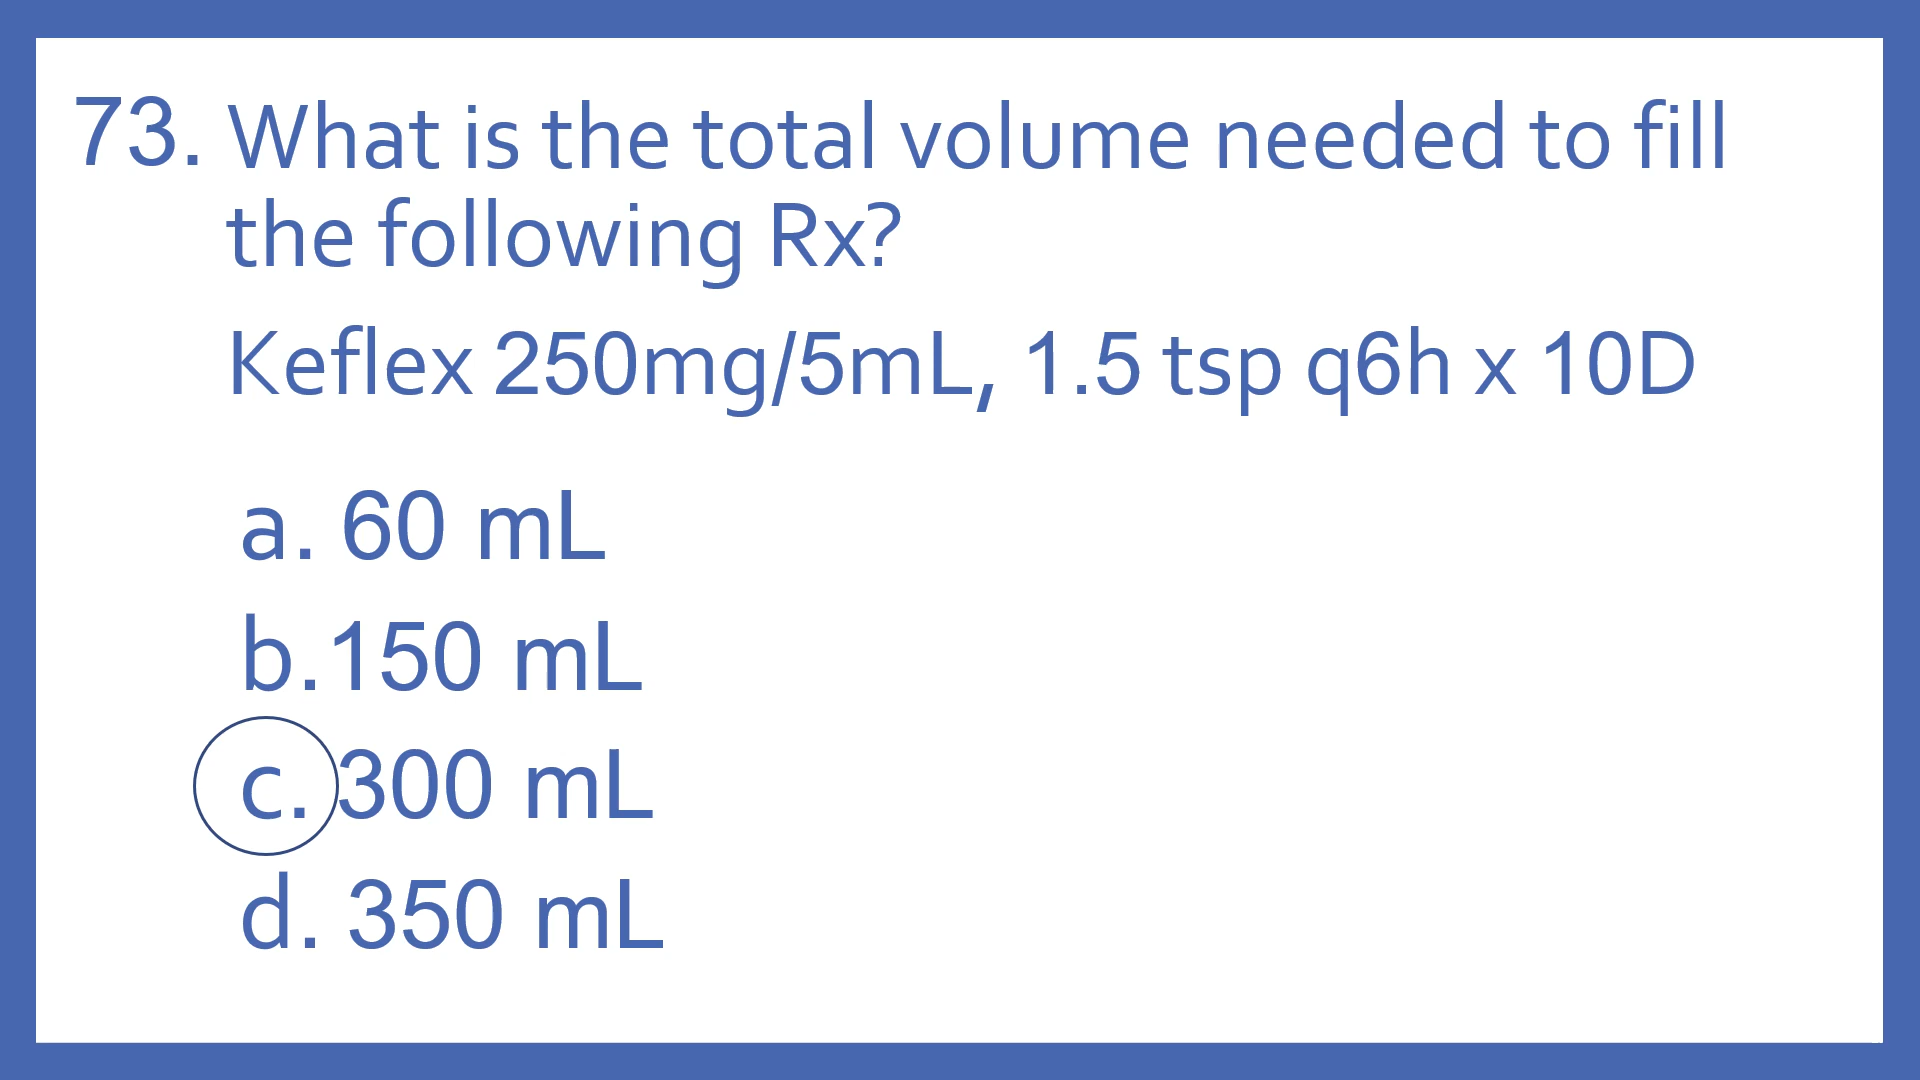 73. What is the total volume needed to fill
the following Rx?
Keflex 250mg/5mL, 1.5 tsp q6h x 10D
a. 60 mL
b.150 mL
c. 300 mL
d. 350 mL